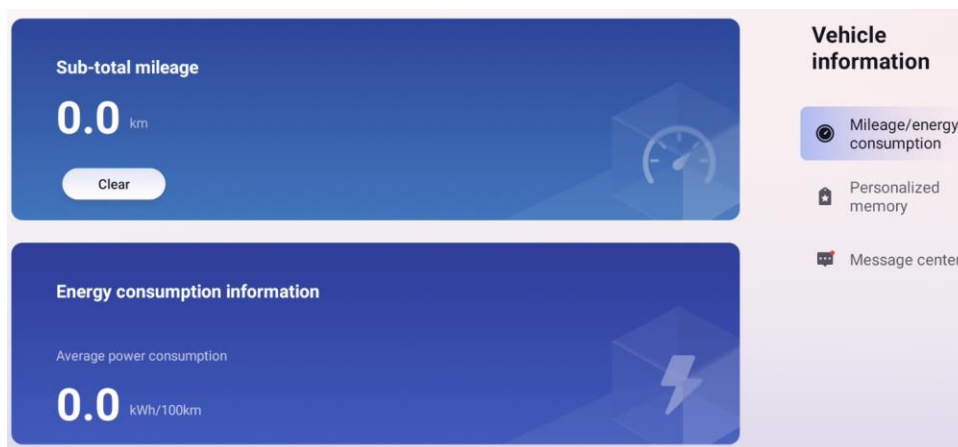 Sub-total mileage
0.0 km
Clear
Energy consumption information
Average power consumption
0.0 kWh/100km
Vehicle
information
Mileage/energy
consumption
Personalized
memory
Message center